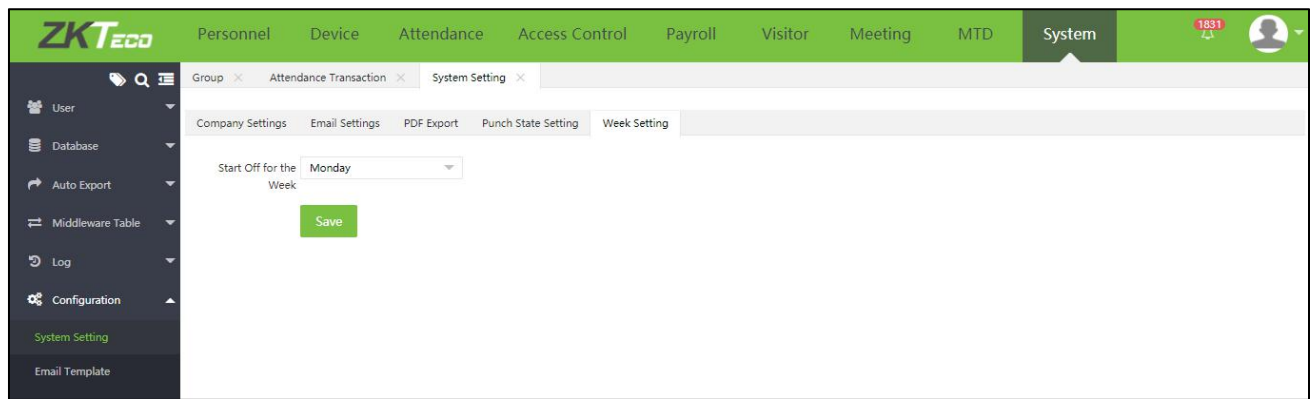 ZKTeco
Personnel Device Attendance Access Control Payroll Visitor Meeting MTD System 1831
Group × Attendance Transaction × System Setting ×
User
Database
Auto Export
Middleware Table
Log
Configuration
System Setting
Email Template
Company Settings Email Settings PDF Export Punch State Setting Week Setting
Start Off for the Monday
Week
Save